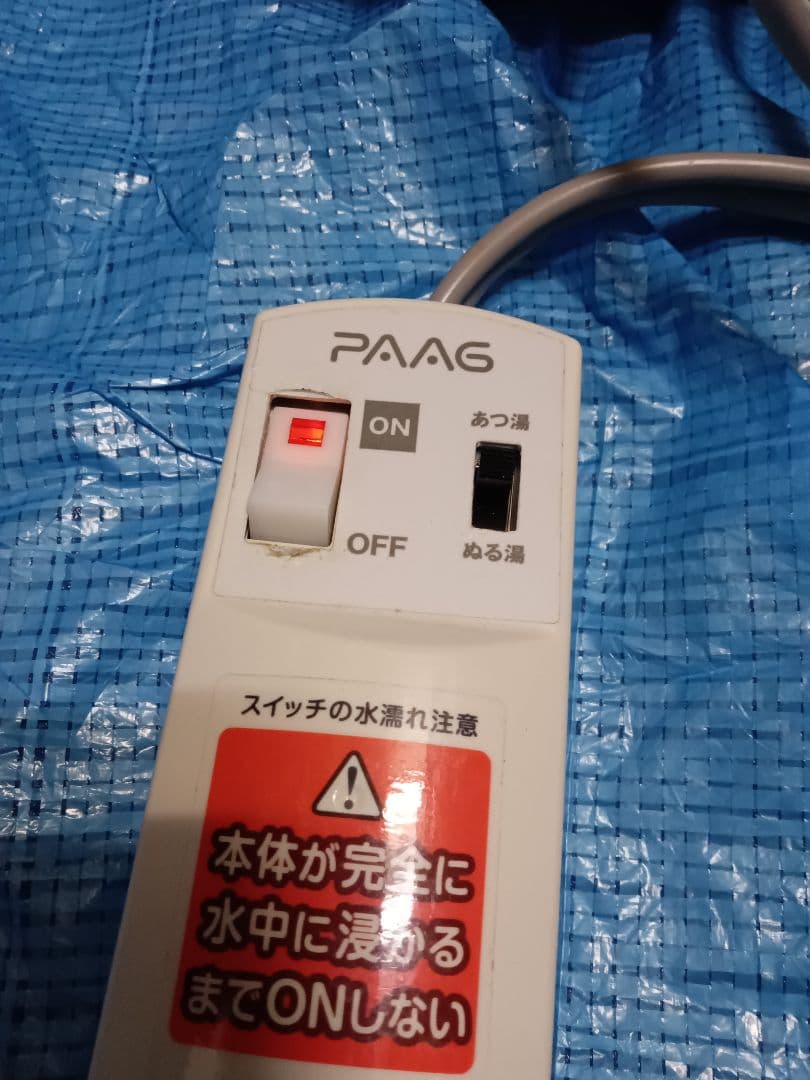 PAAG
ON
あつ湯
OFF
ぬる湯
スイッチの水濡れ注意
本体が完全に
水中に浸かる
までONしない